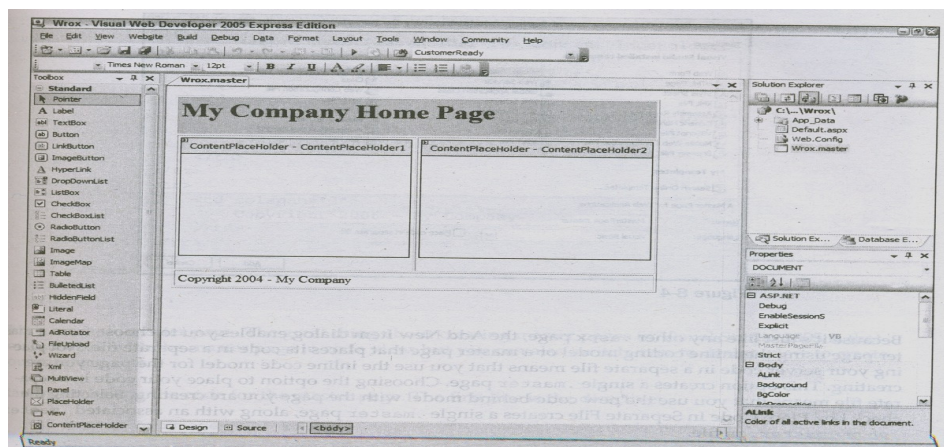 Wrox - Visual Web Developer 2005 Express Edition
File Edit View Website Build Debug Data Format Layout Tools Window Community Help
CustomerReady
Times New Roman 12pt B I U A
Toolbox
Standard
Pointer
A Label
abl TextBox
ab Button
ab LinkButton
ImageButton
A HyperLink
DropDownList
ListBox
CheckBox
CheckBoxList
RadioButton
RadioButtonList
Image
ImageMap
Table
BulletedList
HiddenField
Literal
Calendar
AdRotator
FileUpload
Wizard
Xml
MultiView
Panel
PlaceHolder
View
ContentPlaceHolder
Wrox.master
My Company Home Page
ContentPlaceHolder - ContentPlaceHolder1
ContentPlaceHolder - ContentPlaceHolder2
Copyright 2004 - My Company
Design Source <body>
Solution Explorer
C:\...\Wrox\
App_Data
Default.aspx
Web.Config
Wrox.master
Solution Ex... Database E...
Properties
DOCUMENT
ASP.NET
Debug
EnableSessionS
Explicit
Language VB
MasterPageFile
Strict
Body
ALink
Background
BgColor
ALink
Color of all active links in the document.
Ready